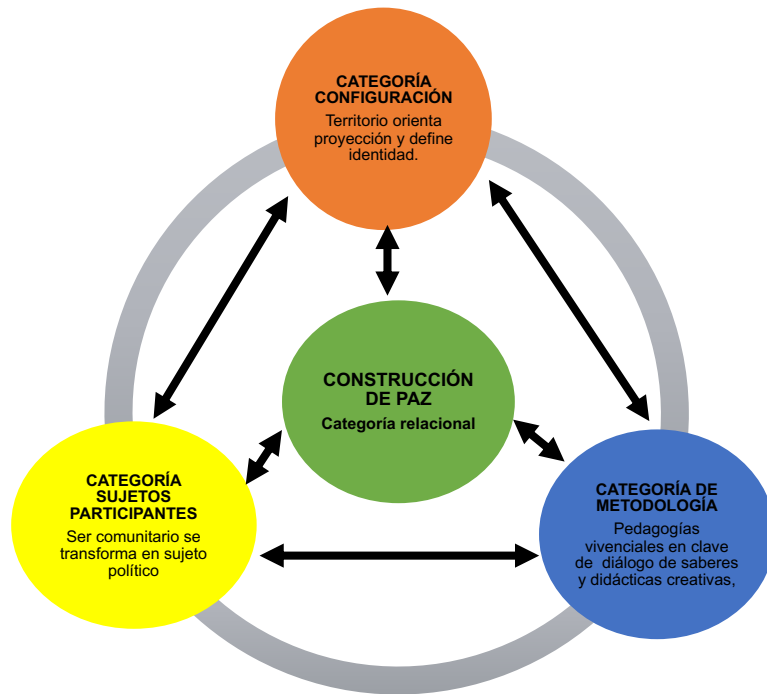 CATEGORÍA
CONFIGURACIÓN
Territorio orienta
proyección y define
identidad.
CONSTRUCCIÓN
DE PAZ
Categoría relacional
CATEGORÍA
SUJETOS
PARTICIPANTES
Ser comunitario se
transforma en sujeto
político
CATEGORÍA DE
METODOLOGÍA
Pedagogías
vivenciales en clave
de diálogo de saberes
y didácticas creativas,